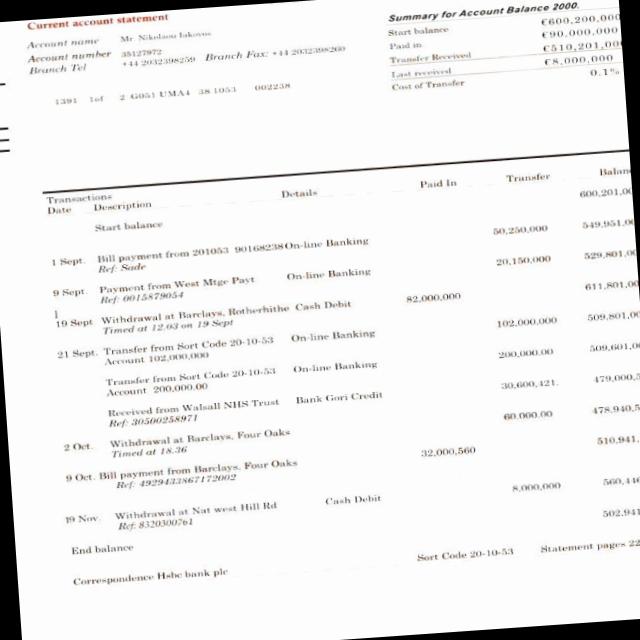 Current account statement
Account name Mr. Nikolaou Iakovos
Account number 35127972
Branch Tel +44 2032398259 Branch Fax: +44 2032398260
1391 1of 2 G051 UMA4 38 1053 002238
Summary for Account Balance 2000.
Start balance €600,200,000
Paid in €90,000,000
Transfer Received €510,201,00
Last received €8,000,000
Cost of Transfer 0.1%
Transactions
Date Description Details Paid In Transfer Balan
Start balance 600,201,0
1 Sept. Bill payment from 201053 90168238 On-line Banking 50,250,000 549,951,0
Ref: Sade
9 Sept. Payment from West Mtge Payt On-line Banking 20,150,000 529,801,0
Ref: 0015879054
19 Sept Withdrawal at Barclays, Rotherhithe Cash Debit 82,000,000 611,801,0
Timed at 12.03 on 19 Sept
21 Sept. Transfer from Sort Code 20-10-53 On-line Banking 102,000,000 509,801,0
Account 102,000,000
Transfer from Sort Code 20-10-53 On-line Banking 200,000.00 509,601,0
Account 200,000.00
Received from Walsall NHS Trust Bank Gori Credit 30,600,421. 479,000,5
Ref: 30500258971
2 Oct. Withdrawal at Barclays, Four Oaks 60.000.00 478,940,5
Timed at 18.36
9 Oct. Bill payment from Barclays, Four Oaks 32,000,560 510,941,
Ref: 4929433867172002
19 Nov. Withdrawal at Nat west Hill Rd Cash Debit 8,000,000 560,446
Ref: 8320300761
End balance 502,941
Correspondence Hsbc bank plc Sort Code 20-10-53 Statement pages 22